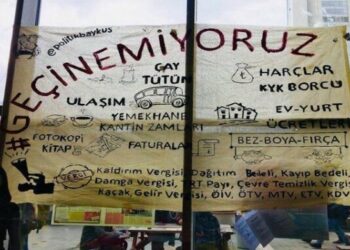 @politikbaykus
#GEÇİNEMİYORUZ
ÇAY
TÜTÜN
HARÇLAR
KYK BORCU
ULAŞIM
YEMEKHANE
KANTİN ZAMLARI
EV-YURT
ÜCRETLERİ
FOTOKOPİ
KİTAP
FATURALAR
BEZ-BOYA-FIRÇA
Kaldırım Vergisi, Dağıtım Bedeli, Kayıp Bedeli,
Damga Vergisi, TRT Payı, Çevre Temizlik Vergisi
Kaçak, Gelir Vergisi, ÖİV, ÖTV, MTV, ETV, KDV